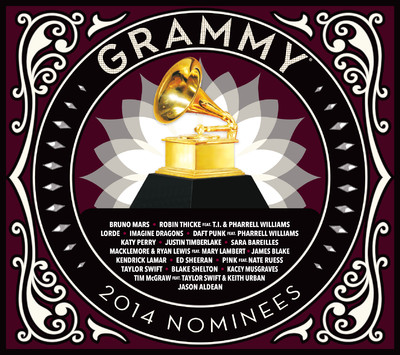 GRAMMY®
BRUNO MARS • ROBIN THICKE FEAT. T.I. & PHARRELL WILLIAMS
LORDE • IMAGINE DRAGONS • DAFT PUNK FEAT. PHARRELL WILLIAMS
KATY PERRY • JUSTIN TIMBERLAKE • SARA BAREILLES
MACKLEMORE & RYAN LEWIS FEAT. MARY LAMBERT • JAMES BLAKE
KENDRICK LAMAR • ED SHEERAN • P!NK FEAT. NATE RUESS
TAYLOR SWIFT • BLAKE SHELTON • KACEY MUSGRAVES
TIM McGRAW FEAT. TAYLOR SWIFT & KEITH URBAN
JASON ALDEAN
2014 NOMINEES